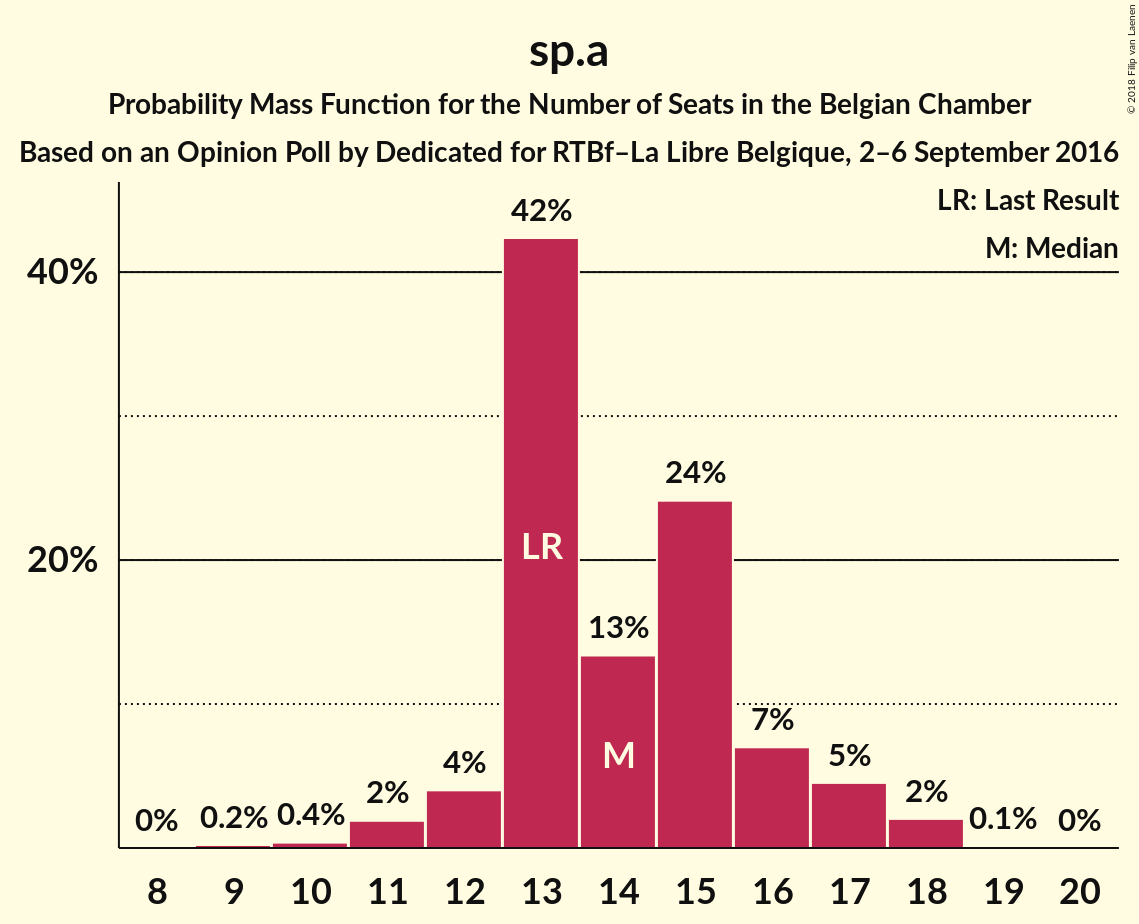 © 2018 Filip van Laenen
sp.a
Probability Mass Function for the Number of Seats in the Belgian Chamber
Based on an Opinion Poll by Dedicated for RTBf–La Libre Belgique, 2–6 September 2016
LR: Last Result
M: Median
42%
40%
24%
20%
LR
13%
M
7%
5%
4%
2%
2%
0%
0.2%
0.4%
0.1%
0%
8 9 10 11 12 13 14 15 16 17 18 19 20